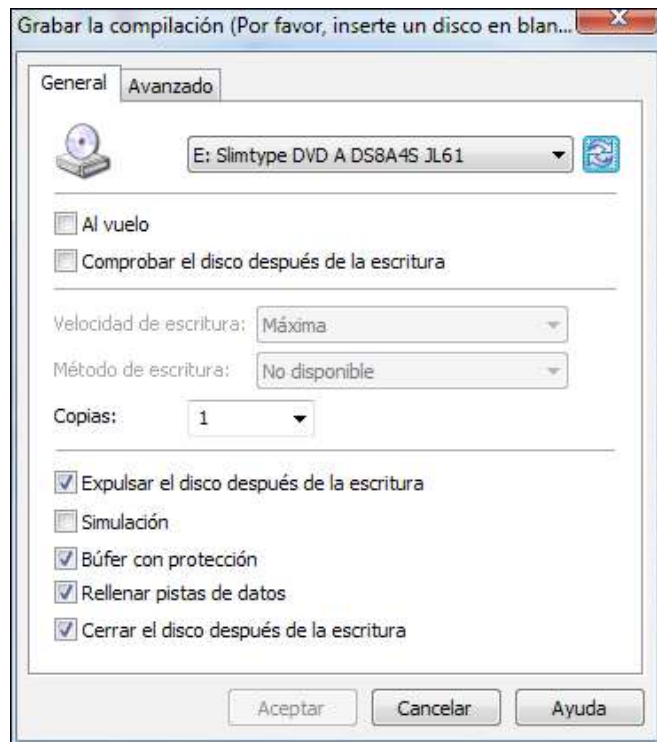 Grabar la compilación (Por favor, inserte un disco en blan...
General Avanzado
E: Slimtype DVD A DS8A4S JL61
Al vuelo
Comprobar el disco después de la escritura
Velocidad de escritura: Máxima
Método de escritura: No disponible
Copias: 1
Expulsar el disco después de la escritura
Simulación
Búfer con protección
Rellenar pistas de datos
Cerrar el disco después de la escritura
Aceptar Cancelar Ayuda